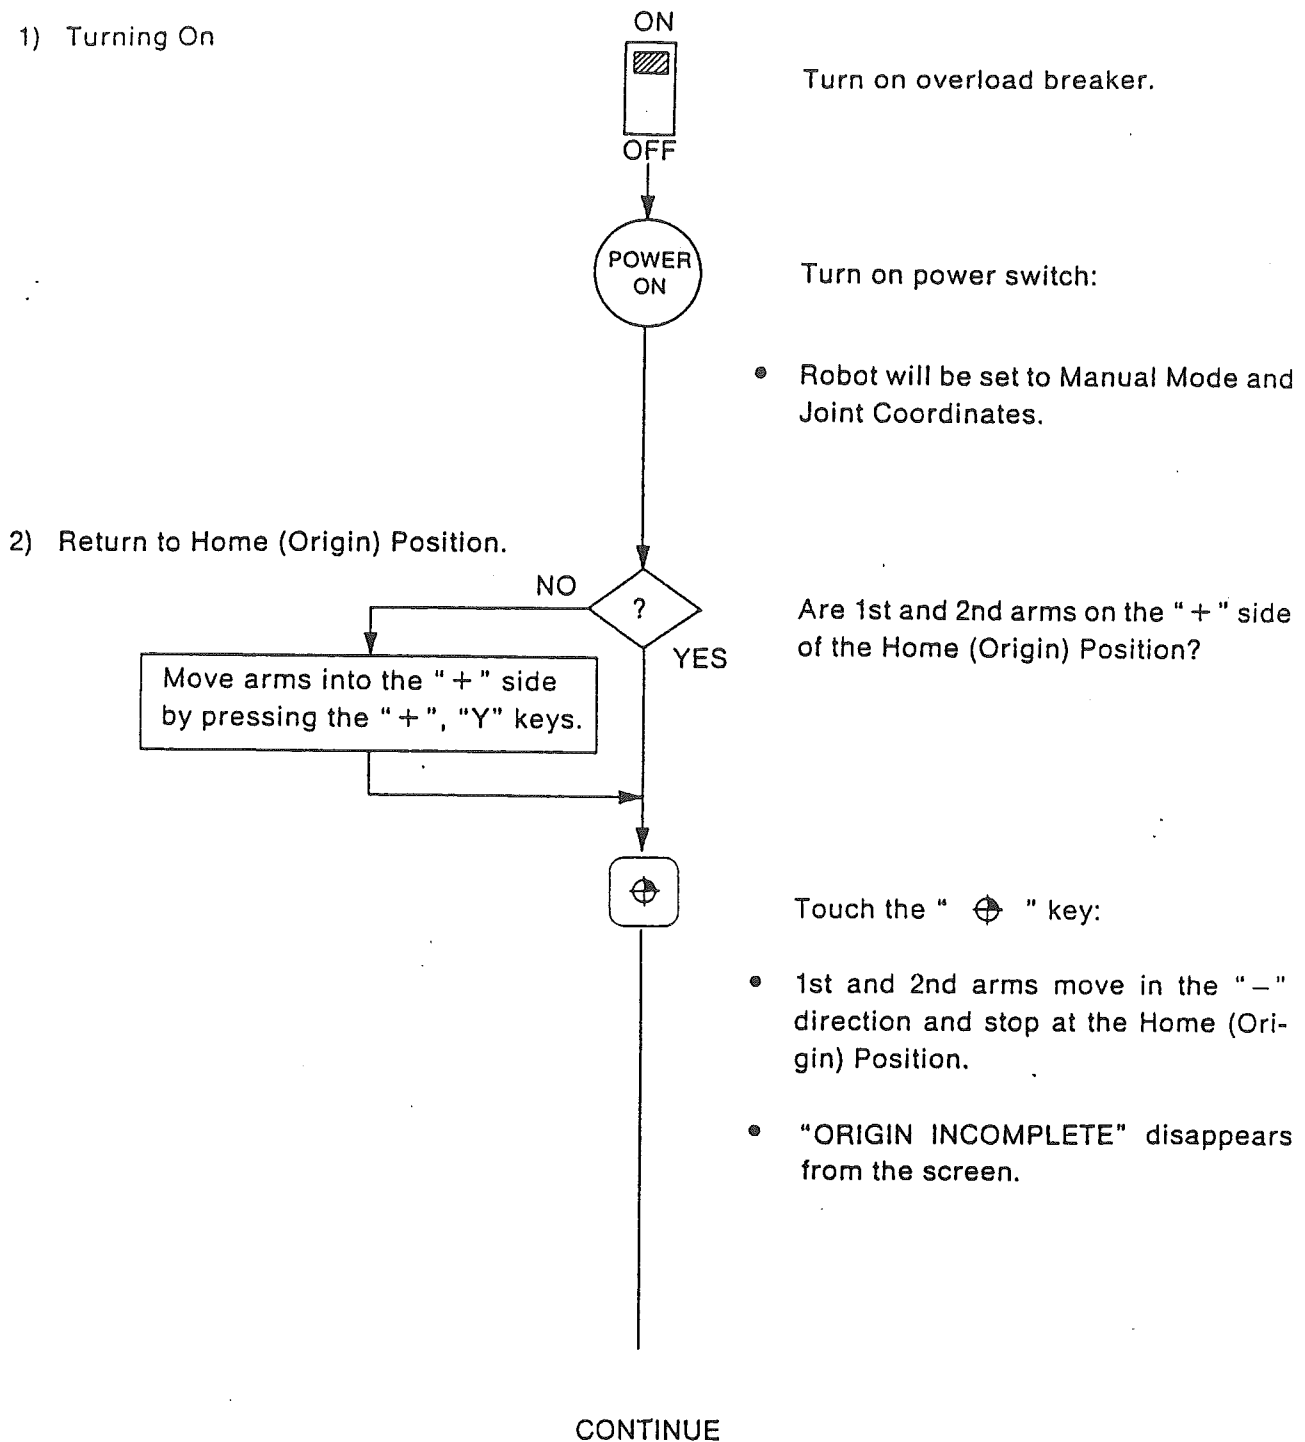 1) Turning On
ON
Turn on overload breaker.
OFF
POWER
ON
Turn on power switch:
● Robot will be set to Manual Mode and
Joint Coordinates.
2) Return to Home (Origin) Position.
NO
?
YES
Are 1st and 2nd arms on the “+” side
of the Home (Origin) Position?
Move arms into the “+” side
by pressing the “+”, “Y” keys.
Touch the “ ” key:
● 1st and 2nd arms move in the “–”
direction and stop at the Home (Ori-
gin) Position.
● “ORIGIN INCOMPLETE” disappears
from the screen.
CONTINUE